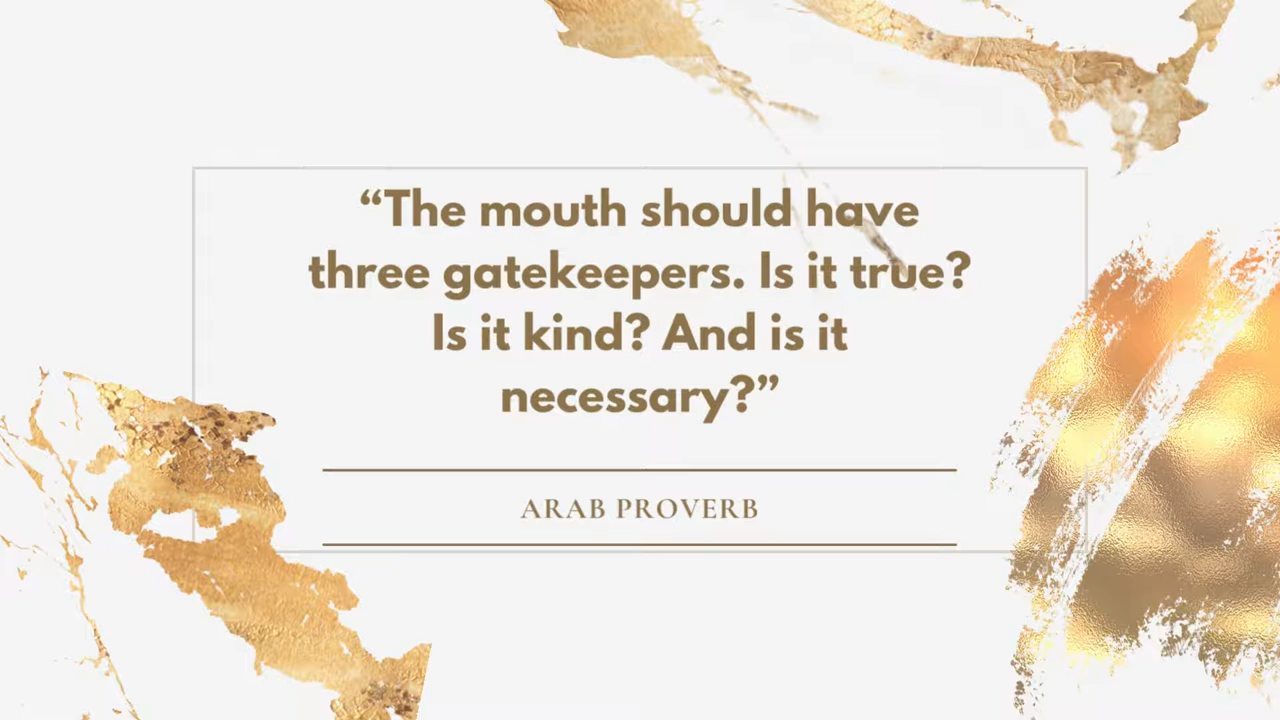 “The mouth should have
three gatekeepers. Is it true?
Is it kind? And is it
necessary?”
ARAB PROVERB